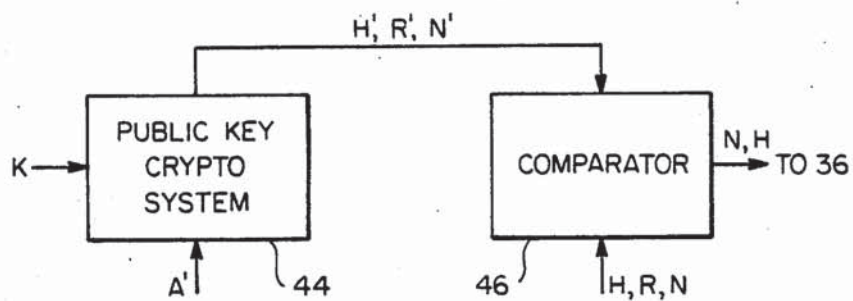 H', R', N'
PUBLIC KEY
CRYPTO
SYSTEM
K
A'
44
COMPARATOR
N, H
TO 36
46
H, R, N